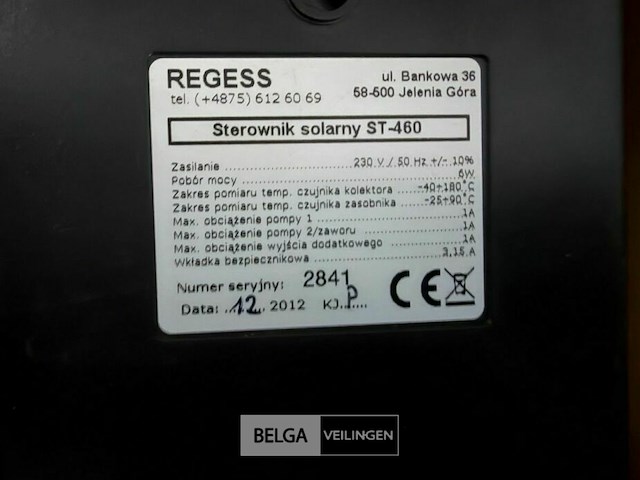 REGESS
tel. (+4875) 612 60 69
ul. Bankowa 36
58-500 Jelenia Góra
Sterownik solarny ST-460
Zasilanie ........ 230 V / 50 Hz +/- 10%
Pobór mocy ........ 6W
Zakres pomiaru temp. czujnika kolektora ........ -40÷180°C
Zakres pomiaru temp. czujnika zasobnika ........ -25÷90°C
Max. obciążenie pompy 1 ........ 1A
Max. obciążenie pompy 2/zaworu ........ 1A
Max. obciążenie wyjścia dodatkowego ........ 1A
Wkładka bezpiecznikowa ........ 3,15A
Numer seryjny: 2841
Data: ..12.. 2012 KJ..P....
CE
BELGA VEILINGEN